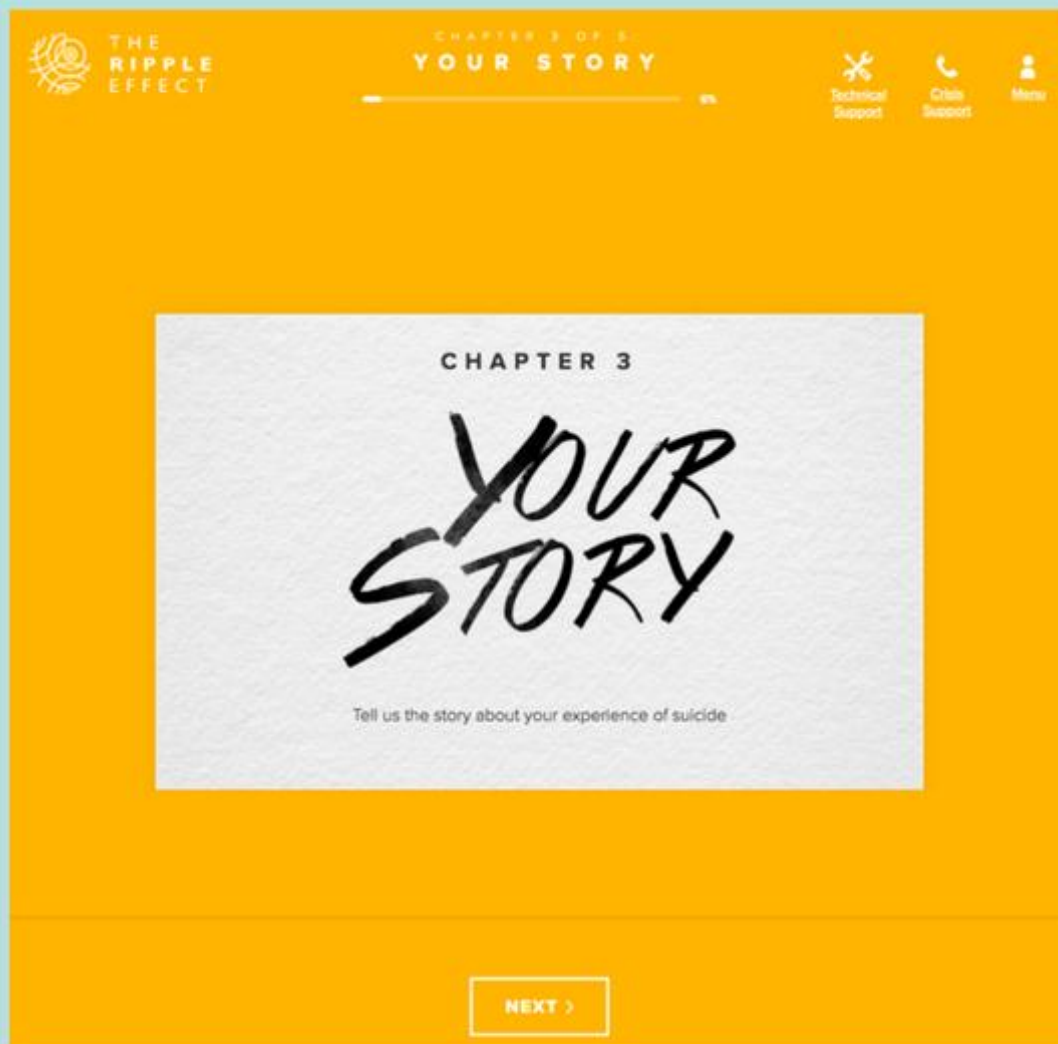 THE
RIPPLE
EFFECT
CHAPTER 3 OF 5
YOUR STORY
Technical
Support
Crisis
Support
Menu
CHAPTER 3
YOUR
STORY
Tell us the story about your experience of suicide
NEXT >